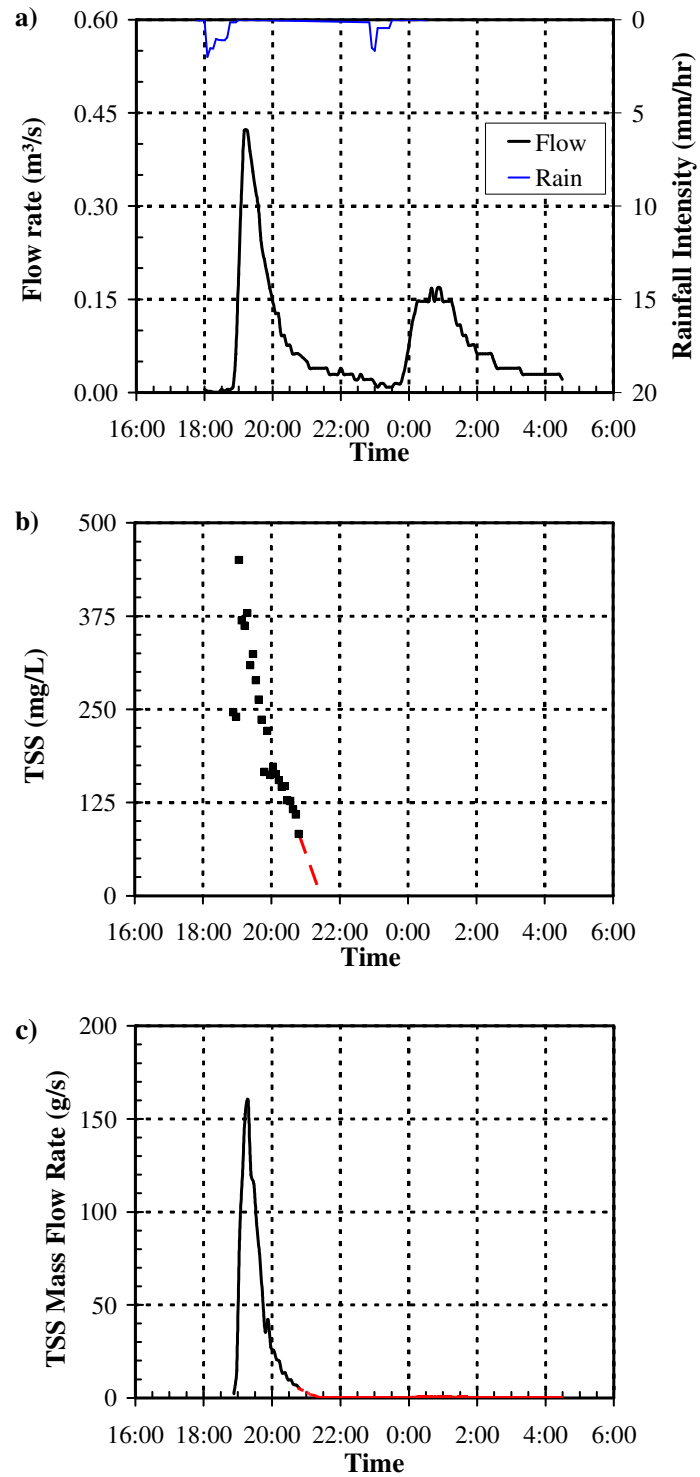 a)
Flow rate (m³/s)
0.60
0.45
0.30
0.15
0.00
0
5
10
15
20
Rainfall Intensity (mm/hr)
Flow
Rain
16:00 18:00 20:00 22:00 0:00 2:00 4:00 6:00
Time
b)
TSS (mg/L)
500
375
250
125
0
16:00 18:00 20:00 22:00 0:00 2:00 4:00 6:00
Time
c)
TSS Mass Flow Rate (g/s)
200
150
100
50
0
16:00 18:00 20:00 22:00 0:00 2:00 4:00 6:00
Time